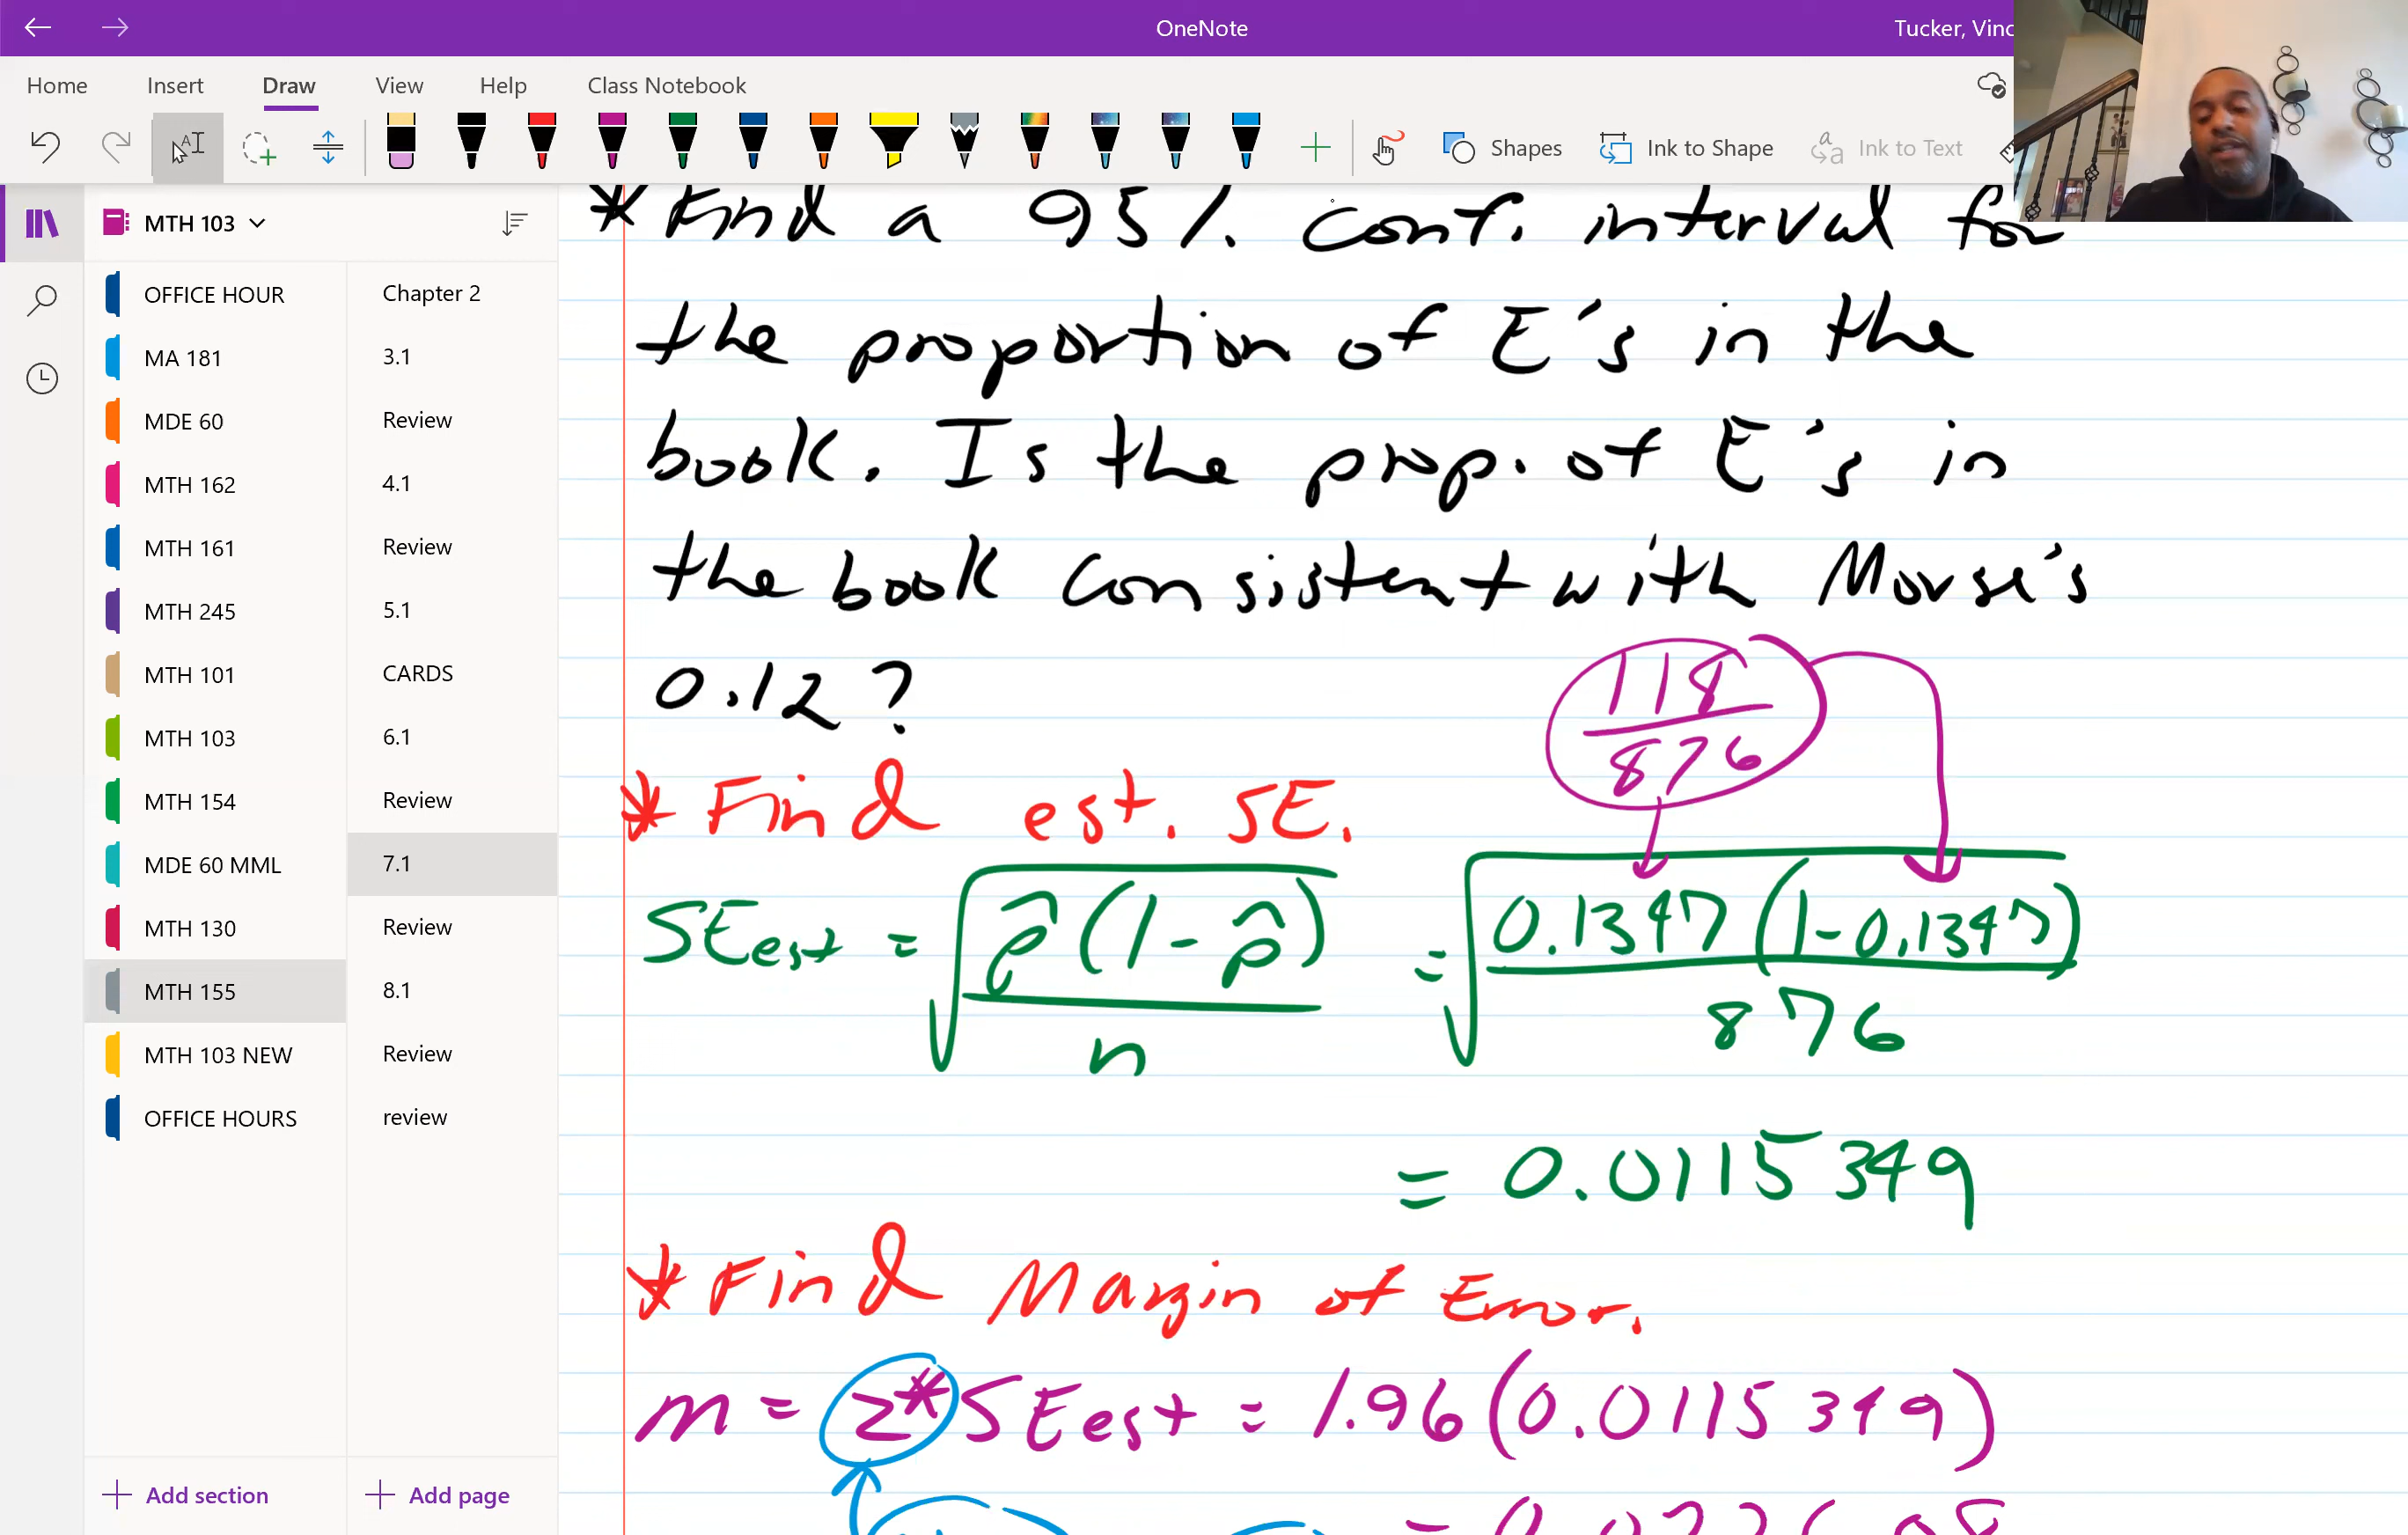 OneNote
Tucker, Vinc
Home Insert Draw View Help Class Notebook
Shapes Ink to Shape Ink to Text
MTH 103
OFFICE HOUR
MA 181
MDE 60
MTH 162
MTH 161
MTH 245
MTH 101
MTH 103
MTH 154
MDE 60 MML
MTH 130
MTH 155
MTH 103 NEW
OFFICE HOURS
Add section
Chapter 2
3.1
Review
4.1
Review
5.1
CARDS
6.1
Review
7.1
Review
8.1
Review
review
Add page
* Find a 95% conf. interval for
the proportion of E's in the
book. Is the prop. of E's in
the book consistent with Morse's
0.12?
118/876
* Find est. SE.
SEest = √(p̂(1-p̂)/n) = √(0.1347(1-0.1347)/876)
= 0.0115349
* Find Margin of Error.
m = z* SEest = 1.96(0.0115349)